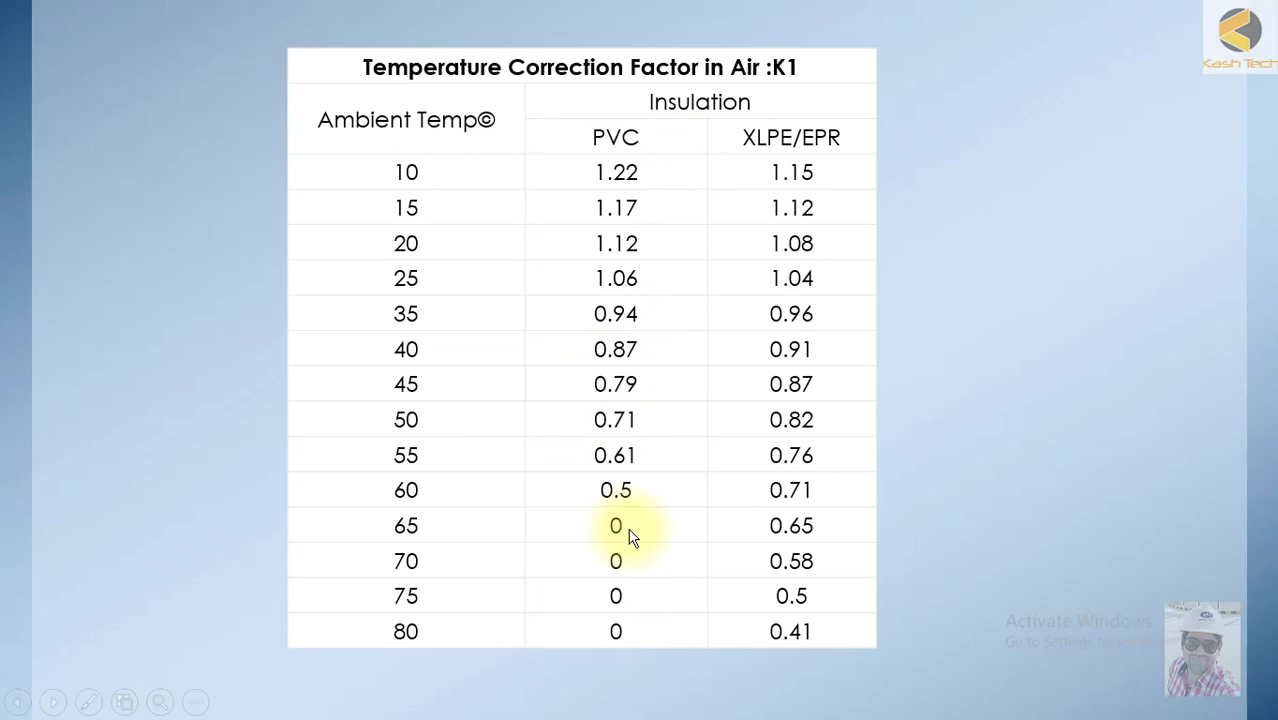 Kash Tech
Temperature Correction Factor in Air :K1
Ambient Temp©
Insulation
PVC XLPE/EPR
10 1.22 1.15
15 1.17 1.12
20 1.12 1.08
25 1.06 1.04
35 0.94 0.96
40 0.87 0.91
45 0.79 0.87
50 0.71 0.82
55 0.61 0.76
60 0.5 0.71
65 0 0.65
70 0 0.58
75 0 0.5
80 0 0.41
Activate Windows
Go to Settings to